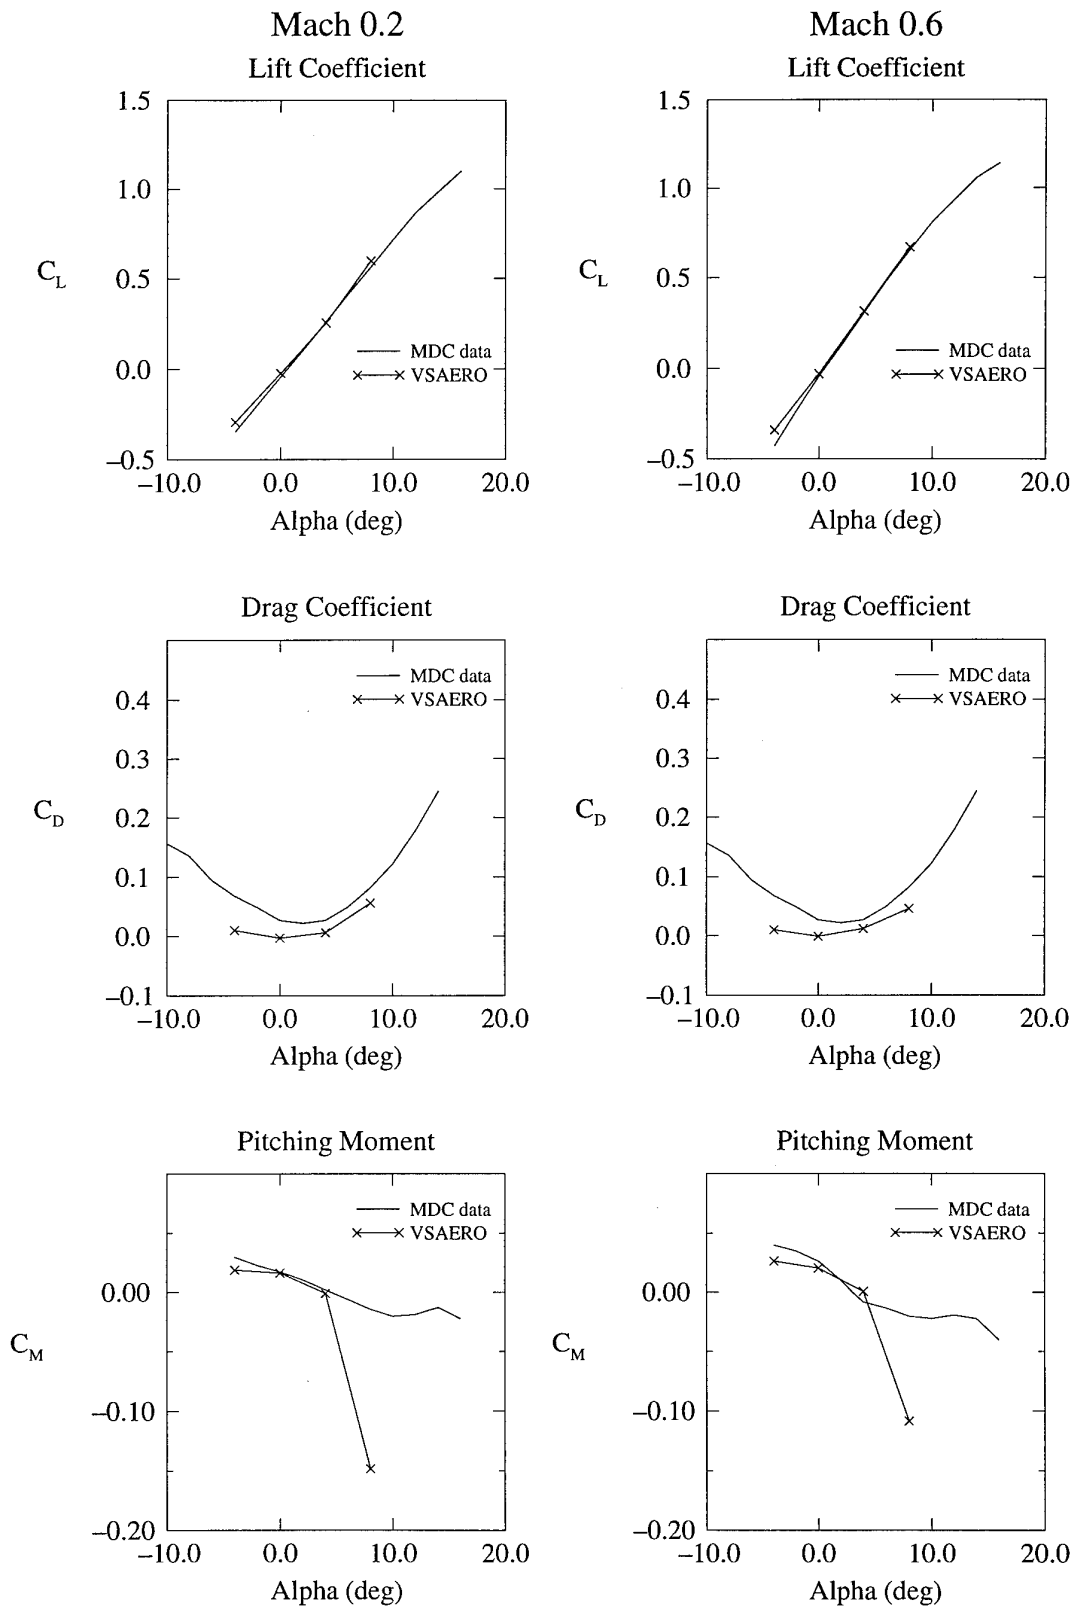 Mach 0.2
Lift Coefficient
1.5
1.0
0.5
0.0
−0.5
C_L
MDC data
VSAERO
−10.0 0.0 10.0 20.0
Alpha (deg)
Mach 0.6
Lift Coefficient
1.5
1.0
0.5
0.0
−0.5
C_L
MDC data
VSAERO
−10.0 0.0 10.0 20.0
Alpha (deg)
Drag Coefficient
0.4
0.3
0.2
0.1
0.0
−0.1
C_D
MDC data
VSAERO
−10.0 0.0 10.0 20.0
Alpha (deg)
Drag Coefficient
0.4
0.3
0.2
0.1
0.0
−0.1
C_D
MDC data
VSAERO
−10.0 0.0 10.0 20.0
Alpha (deg)
Pitching Moment
0.00
−0.10
−0.20
C_M
MDC data
VSAERO
−10.0 0.0 10.0 20.0
Alpha (deg)
Pitching Moment
0.00
−0.10
−0.20
C_M
MDC data
VSAERO
−10.0 0.0 10.0 20.0
Alpha (deg)